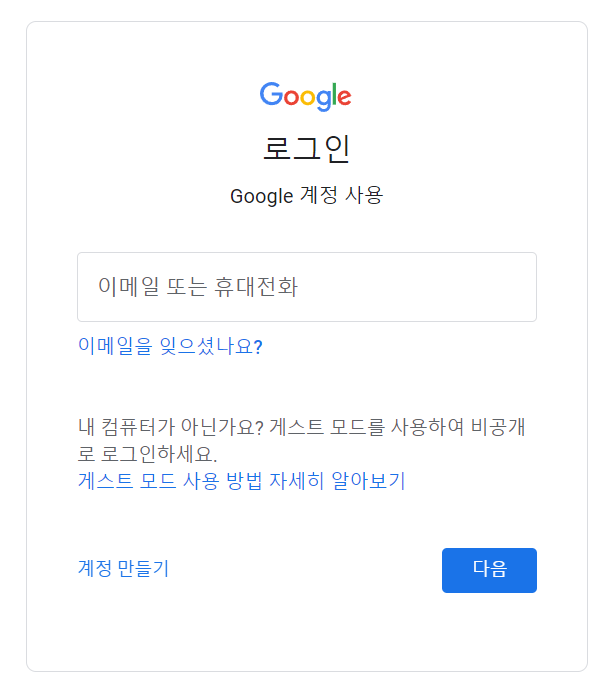 Google
로그인
Google 계정 사용
이메일 또는 휴대전화
이메일을 잊으셨나요?
내 컴퓨터가 아닌가요? 게스트 모드를 사용하여 비공개
로 로그인하세요.
게스트 모드 사용 방법 자세히 알아보기
계정 만들기
다음